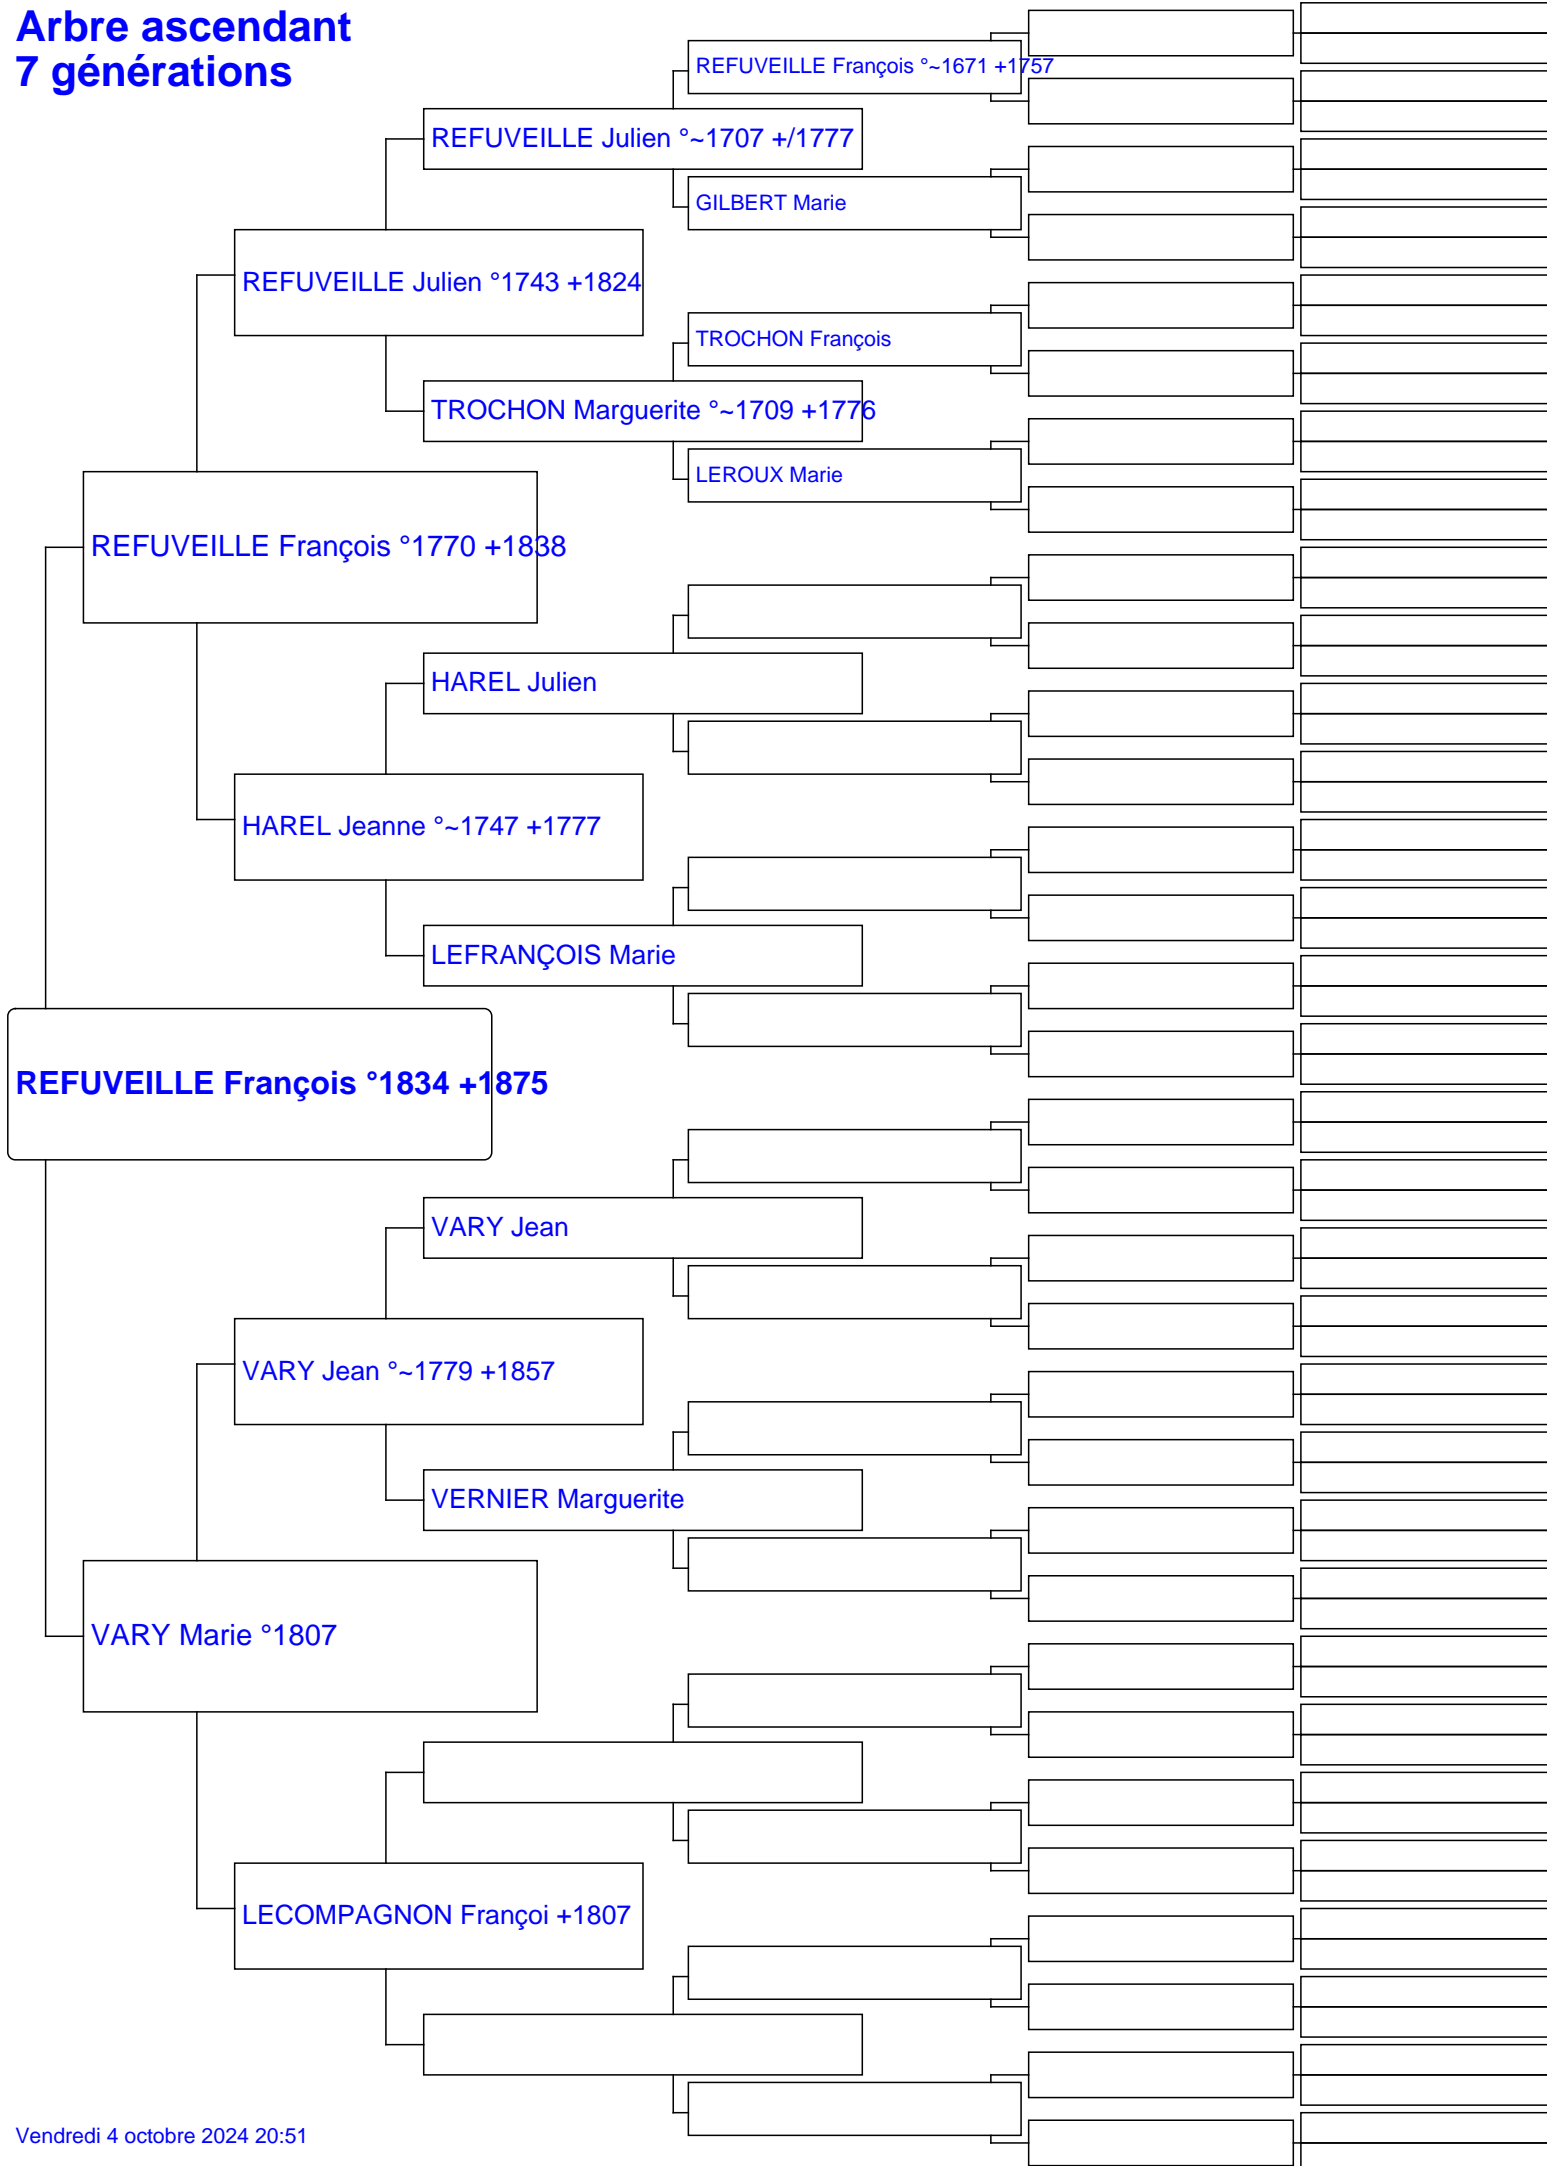 Arbre ascendant
7 générations
REFUVEILLE François °~1671 +1757
REFUVEILLE Julien °~1707 +/1777
GILBERT Marie
REFUVEILLE Julien °1743 +1824
TROCHON François
TROCHON Marguerite °~1709 +1776
LEROUX Marie
REFUVEILLE François °1770 +1838
HAREL Julien
HAREL Jeanne °~1747 +1777
LEFRANÇOIS Marie
REFUVEILLE François °1834 +1875
VARY Jean
VARY Jean °~1779 +1857
VERNIER Marguerite
VARY Marie °1807
LECOMPAGNON Françoi +1807
Vendredi 4 octobre 2024 20:51